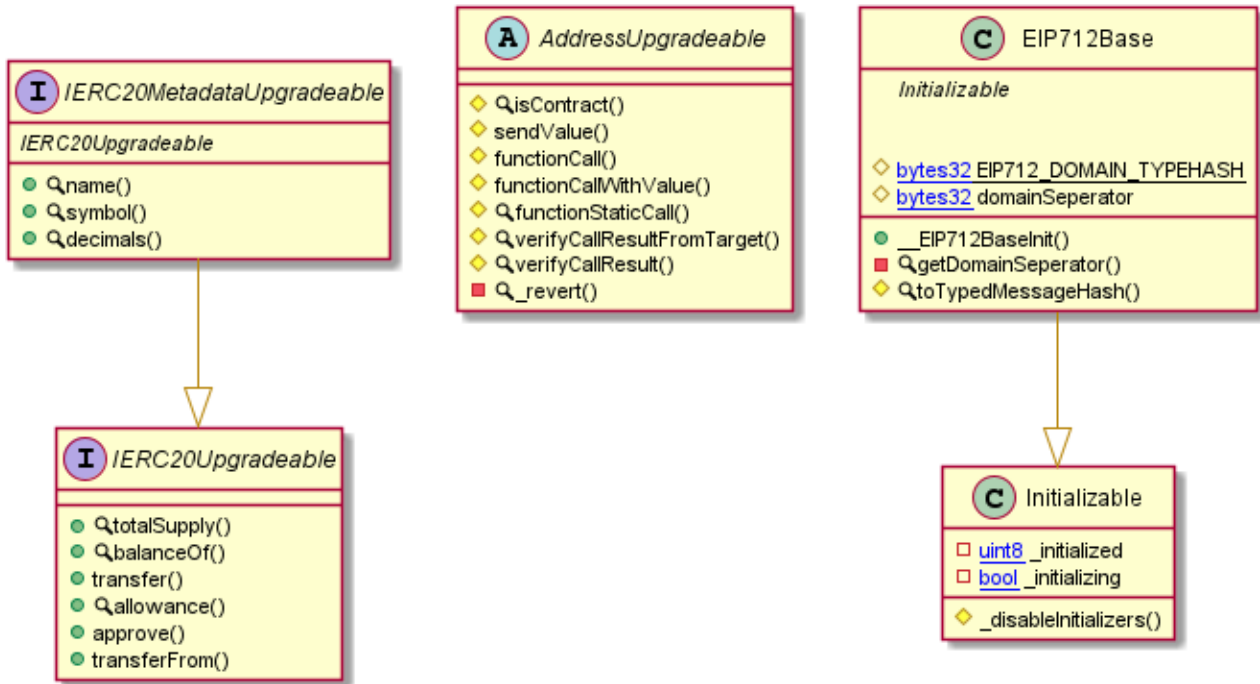 I IERC20MetadataUpgradeable
IERC20Upgradeable
name()
symbol()
decimals()
I IERC20Upgradeable
totalSupply()
balanceOf()
transfer()
allowance()
approve()
transferFrom()
A AddressUpgradeable
isContract()
sendValue()
functionCall()
functionCallWithValue()
functionStaticCall()
verifyCallResultFromTarget()
verifyCallResult()
_revert()
C EIP712Base
Initializable
bytes32 EIP712_DOMAIN_TYPEHASH
bytes32 domainSeperator
__EIP712BaseInit()
getDomainSeperator()
toTypedMessageHash()
C Initializable
uint8 _initialized
bool _initializing
_disableInitializers()